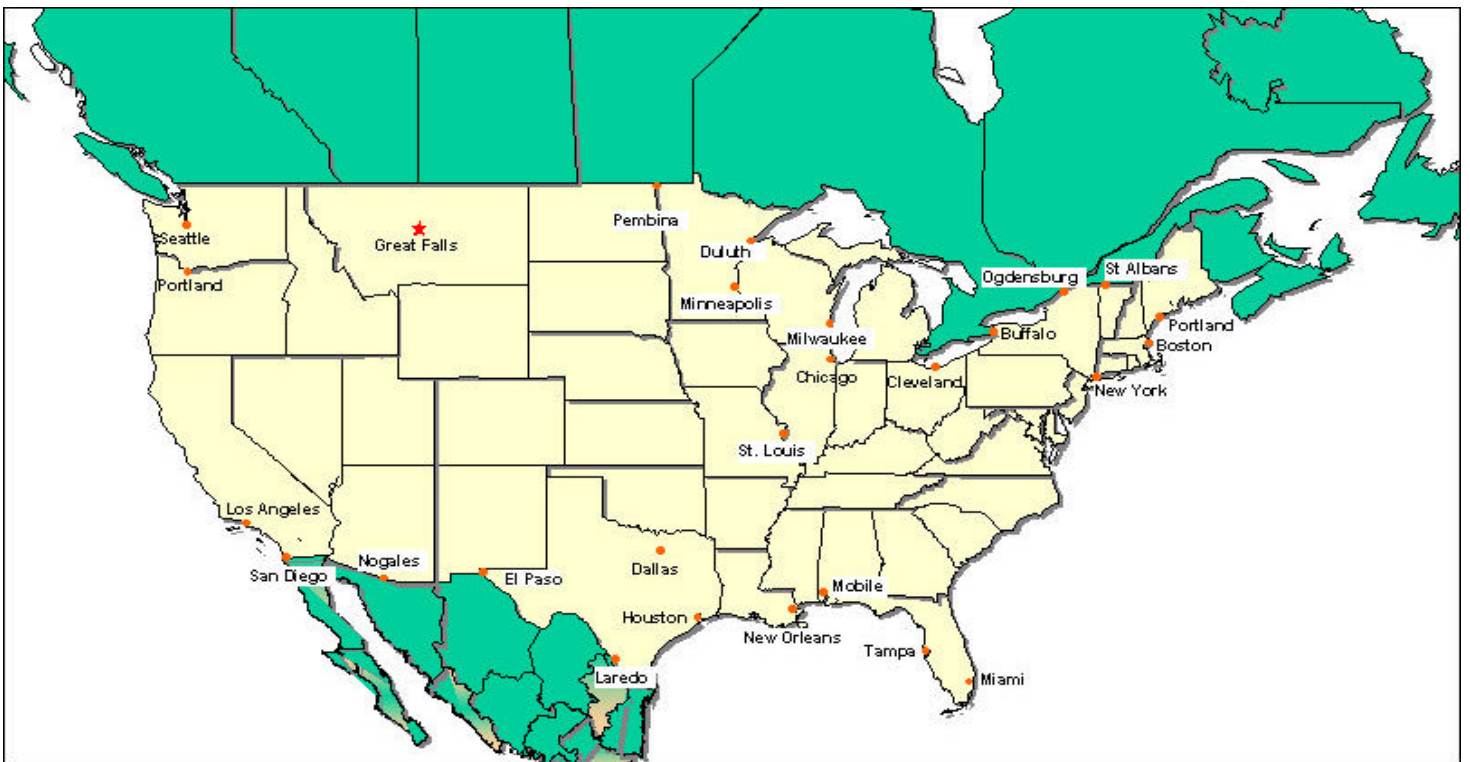 Pembina
Seattle
Great Falls
Duluth
St Albans
Ogdensburg
Portland
Minneapolis
Portland
Milwaukee
Buffalo
Boston
Chicago
Cleveland
New York
St. Louis
Los Angeles
Nogales
San Diego
El Paso
Dallas
Mobile
Houston
New Orleans
Tampa
Laredo
Miami